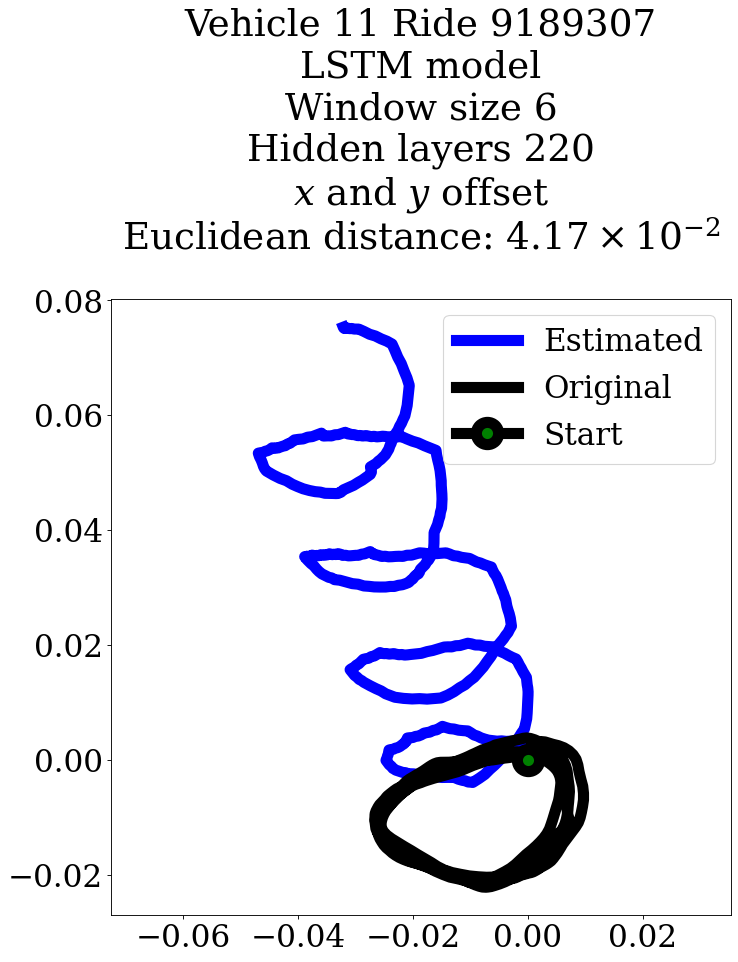 Vehicle 11 Ride 9189307
LSTM model
Window size 6
Hidden layers 220
x and y offset
Euclidean distance: 4.17 × 10⁻²
0.08
0.06
0.04
0.02
0.00
−0.02
Estimated
Original
Start
−0.06 −0.04 −0.02 0.00 0.02